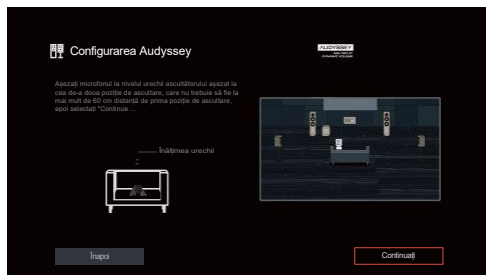 Configurarea Audyssey
AUDYSSEY
Așezați microfonul la nivelul urechii ascultătorului așezat la
cea de-a doua poziție de ascultare, care nu trebuie să fie la
mai mult de 60 cm distanță de prima poziție de ascultare,
apoi selectați "Continue ...
Înălțimea urechii
Înapoi
Continuați